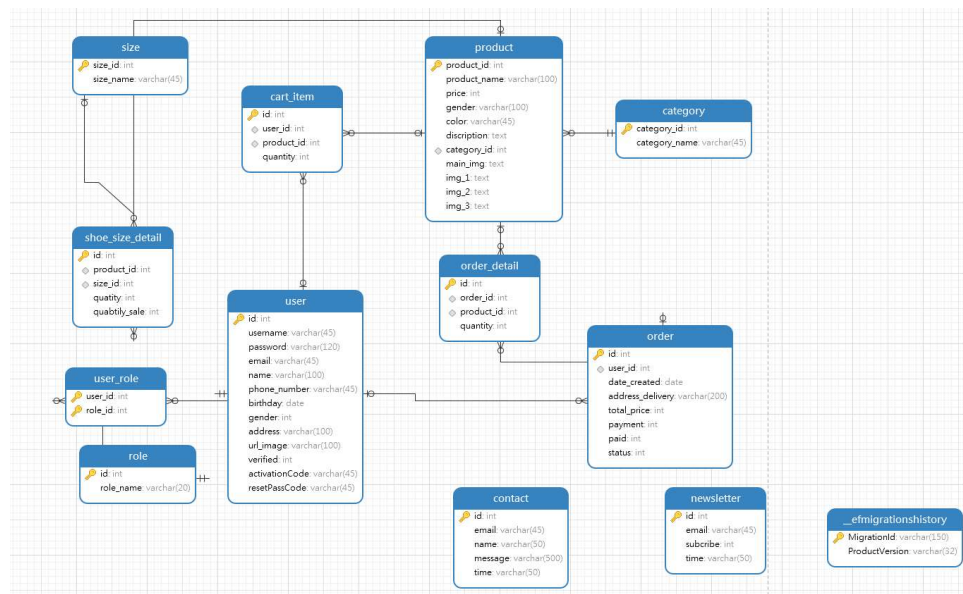 size
size_id: int
size_name: varchar(45)
product
product_id: int
product_name: varchar(100)
price: int
gender: varchar(100)
color: varchar(45)
discription: text
category_id: int
main_img: text
img_1: text
img_2: text
img_3: text
cart_item
id: int
user_id: int
product_id: int
quantity: int
category
category_id: int
category_name: varchar(45)
shoe_size_detail
id: int
product_id: int
size_id: int
quatity: int
quabtily_sale: int
order_detail
id: int
order_id: int
product_id: int
quantity: int
user
id: int
username: varchar(45)
password: varchar(120)
email: varchar(45)
name: varchar(100)
phone_number: varchar(45)
birthday: date
gender: int
address: varchar(100)
url_image: varchar(100)
verified: int
activationCode: varchar(45)
resetPassCode: varchar(45)
order
id: int
user_id: int
date_created: date
address_delivery: varchar(200)
total_price: int
payment: int
paid: int
status: int
user_role
user_id: int
role_id: int
role
id: int
role_name: varchar(20)
contact
id: int
email: varchar(45)
name: varchar(50)
message: varchar(500)
time: varchar(50)
newsletter
id: int
email: varchar(45)
subcribe: int
time: varchar(50)
__efmigrationshistory
MigrationId: varchar(150)
ProductVersion: varchar(32)